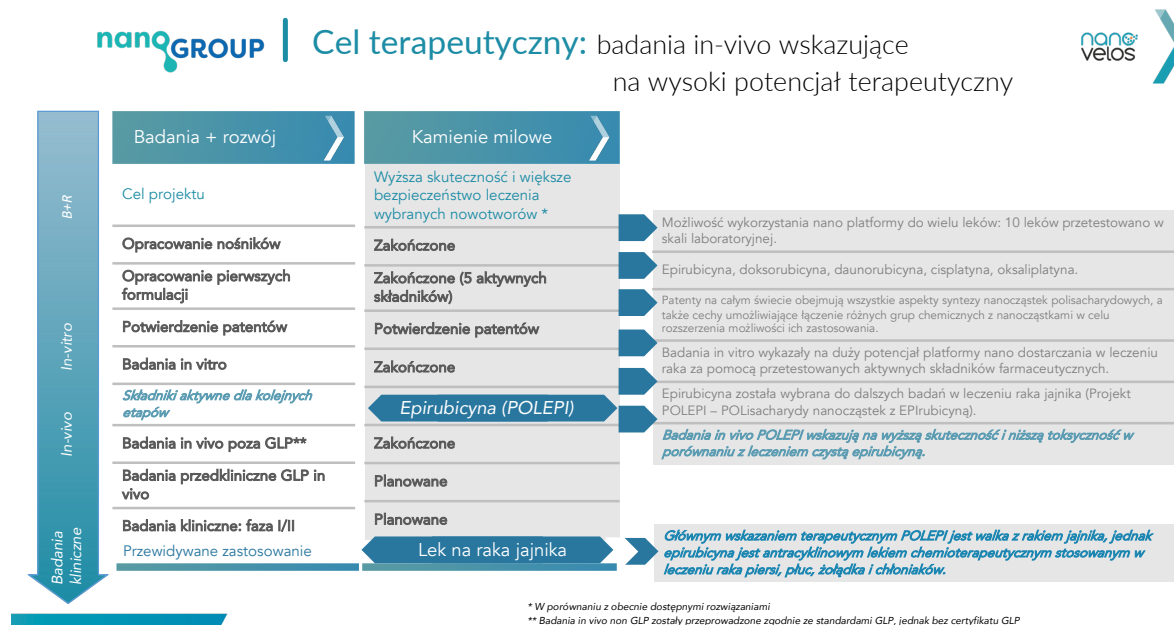 nanoGROUP
Cel terapeutyczny: badania in-vivo wskazujące
na wysoki potencjał terapeutyczny
nano
velos
Badania + rozwój
Kamienie milowe
B+R
Cel projektu
Wyższa skuteczność i większe
bezpieczeństwo leczenia
wybranych nowotworów *
Opracowanie nośników
Zakończone
Możliwość wykorzystania nano platformy do wielu leków: 10 leków przetestowano w
skali laboratoryjnej.
Opracowanie pierwszych
formulacji
Zakończone (5 aktywnych
składników)
Epirubicyna, doksorubicyna, daunorubicyna, cisplatyna, oksaliplatyna.
In-vitro
Potwierdzenie patentów
Potwierdzenie patentów
Patenty na całym świecie obejmują wszystkie aspekty syntezy nanocząstek polisacharydowych, a
także cechy umożliwiające łączenie różnych grup chemicznych z nanocząstkami w celu
rozszerzenia możliwości ich zastosowania.
Badania in vitro
Zakończone
Badania in vitro wykazały na duży potencjał platformy nano dostarczania w leczeniu
raka za pomocą przetestowanych aktywnych składników farmaceutycznych.
In-vivo
Składniki aktywne dla kolejnych
etapów
Epirubicyna (POLEPI)
Epirubicyna została wybrana do dalszych badań w leczeniu raka jajnika (Projekt
POLEPI – POLisacharydy nanocząstek z EPIrubicyną).
Badania in vivo poza GLP**
Zakończone
Badania in vivo POLEPI wskazują na wyższą skuteczność i niższą toksyczność w
porównaniu z leczeniem czystą epirubicyną.
Badania przedkliniczne GLP in
vivo
Planowane
Badania
kliniczne
Badania kliniczne: faza I/II
Planowane
Przewidywane zastosowanie
Lek na raka jajnika
Głównym wskazaniem terapeutycznym POLEPI jest walka z rakiem jajnika, jednak
epirubicyna jest antracyklinowym lekiem chemioterapeutycznym stosowanym w
leczeniu raka piersi, płuc, żołądka i chłoniaków.
* W porównaniu z obecnie dostępnymi rozwiązaniami
** Badania in vivo non GLP zostały przeprowadzone zgodnie ze standardami GLP, jednak bez certyfikatu GLP